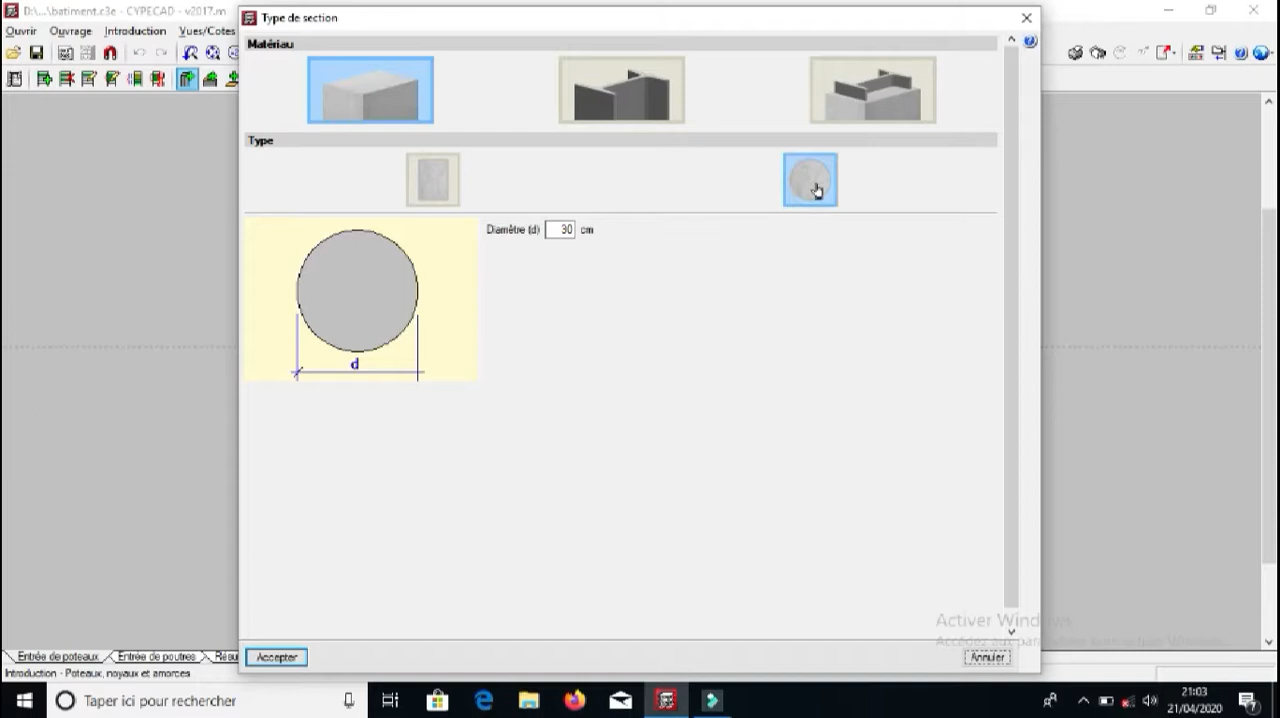 D:\...\batiment.c3e - CYPECAD - v2017.m
Type de section
Ouvrir Ouvrage Introduction Vues/Cotes
Matériau
Type
Diamètre (d) 30 cm
d
Activer Windows
Accepter
Annuler
Entrée de poteaux Entrée de poutres Résu
Introduction - Poteaux, noyaux et amorces
Taper ici pour rechercher
21:03
21/04/2020
7